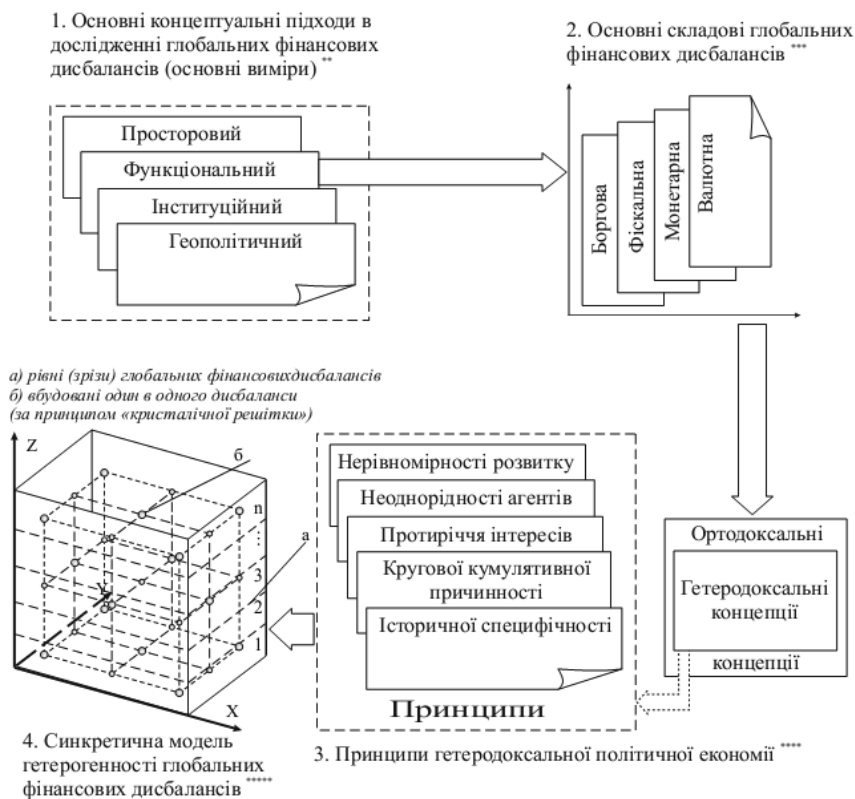 1. Основні концептуальні підходи в
дослідженні глобальних фінансових
дисбалансів (основні виміри) **
Просторовий
Функціональний
Інституційний
Геополітичний
2. Основні складові глобальних
фінансових дисбалансів ***
Боргова
Фіскальна
Монетарна
Валютна
а) рівні (зрізи) глобальних фінансовихдисбалансів
б) вбудовані один в одного дисбаланси
(за принципом «кристалічної решітки»)
Z
Y
X
б
а
n
...
3
2
1
Нерівномірності розвитку
Неоднорідності агентів
Протиріччя інтересів
Кругової кумулятивної
причинності
Історичної специфічності
Принципи
Ортодоксальні
Гетеродоксальні
концепції
концепції
4. Синкретична модель
гетерогенності глобальних
фінансових дисбалансів *****
3. Принципи гетеродоксальної політичної економії ****